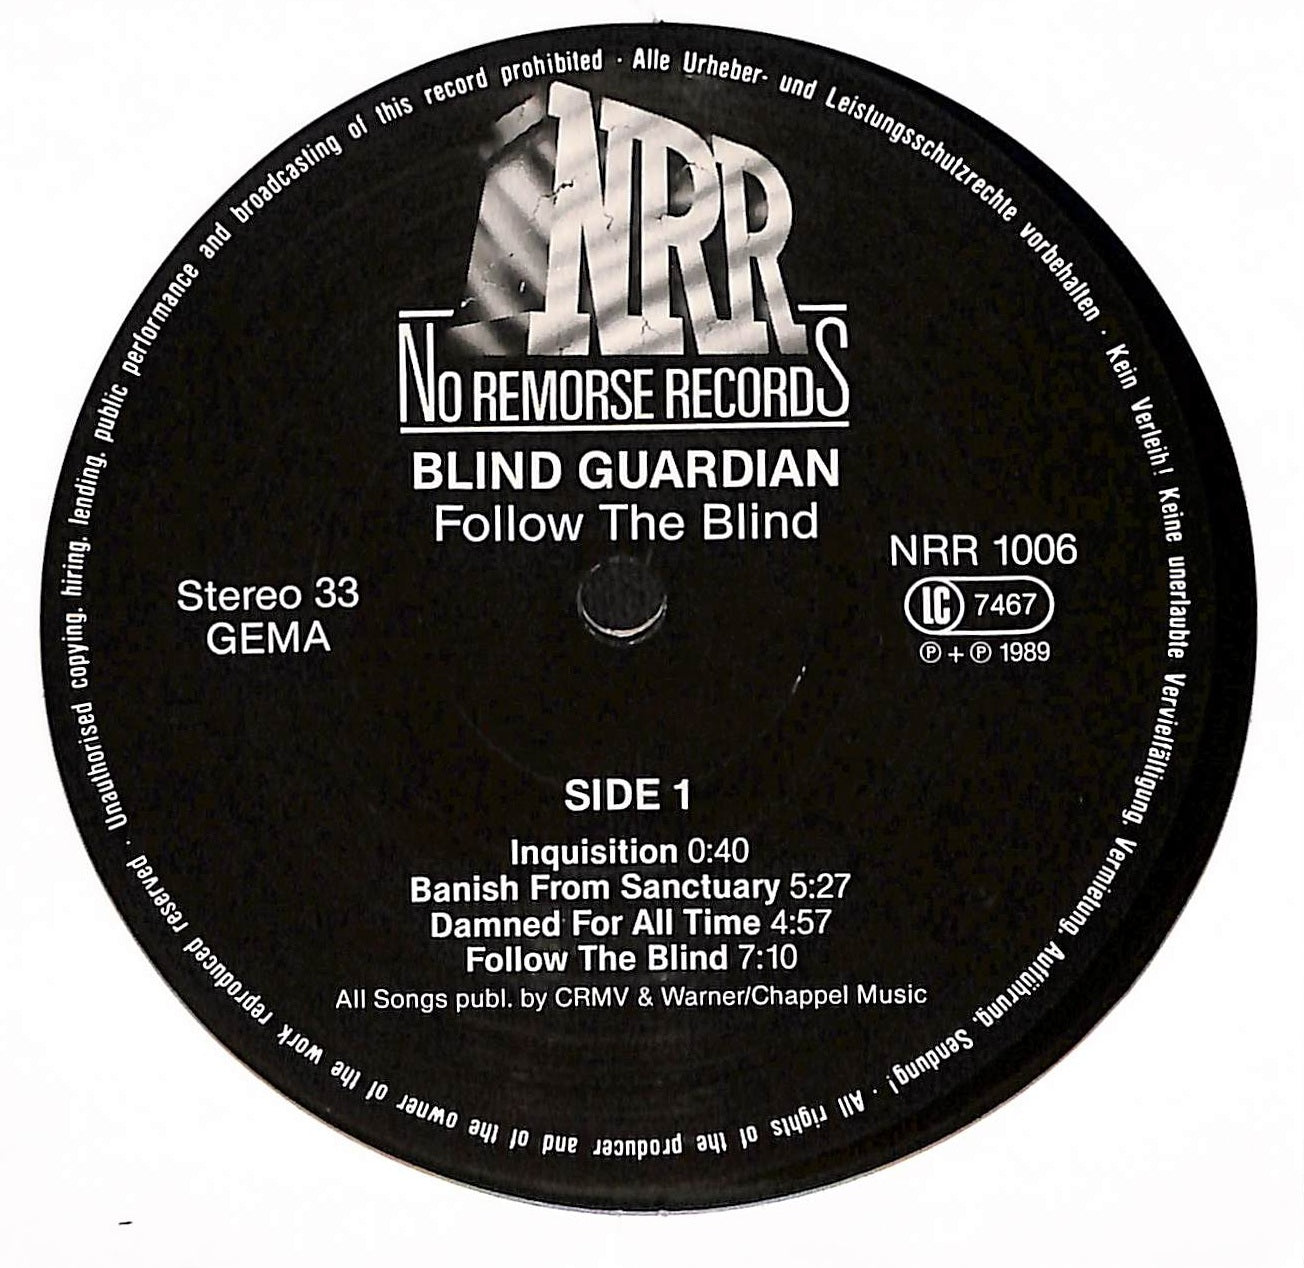 Alle Urheber- und Leistungsschutzrechte vorbehalten · Kein Verleih! Keine unerlaubte Vervielfältigung, Vermietung, Aufführung, Sendung! · All rights of the producer and of the owner of the work reproduced reserved · Unauthorised copying, hiring, lending, public performance and broadcasting of this record prohibited ·
NRR
NO REMORSE RECORDS
BLIND GUARDIAN
Follow The Blind
Stereo 33
GEMA
NRR 1006
LC 7467
℗ + ℗ 1989
SIDE 1
Inquisition 0:40
Banish From Sanctuary 5:27
Damned For All Time 4:57
Follow The Blind 7:10
All Songs publ. by CRMV & Warner/Chappel Music